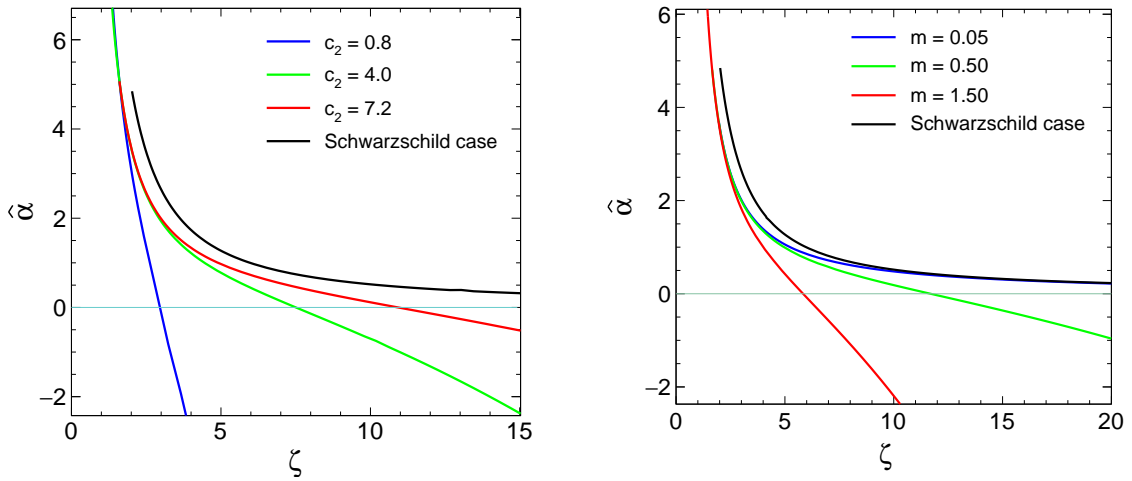 6
4
2
0
−2
α̂
c₂ = 0.8
c₂ = 4.0
c₂ = 7.2
Schwarzschild case
0 5 10 15
ζ
6
4
2
0
−2
α̂
m = 0.05
m = 0.50
m = 1.50
Schwarzschild case
0 5 10 15 20
ζ